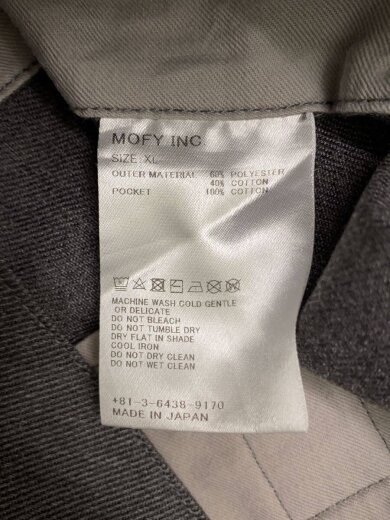 MOFY INC
SIZE: XL
OUTER MATERIAL 60% POLYESTER
40% COTTON
POCKET 100% COTTON
MACHINE WASH COLD GENTLE
OR DELICATE
DO NOT BLEACH
DO NOT TUMBLE DRY
DRY FLAT IN SHADE
COOL IRON
DO NOT DRY CLEAN
DO NOT WET CLEAN
+81-3-6438-9170
MADE IN JAPAN